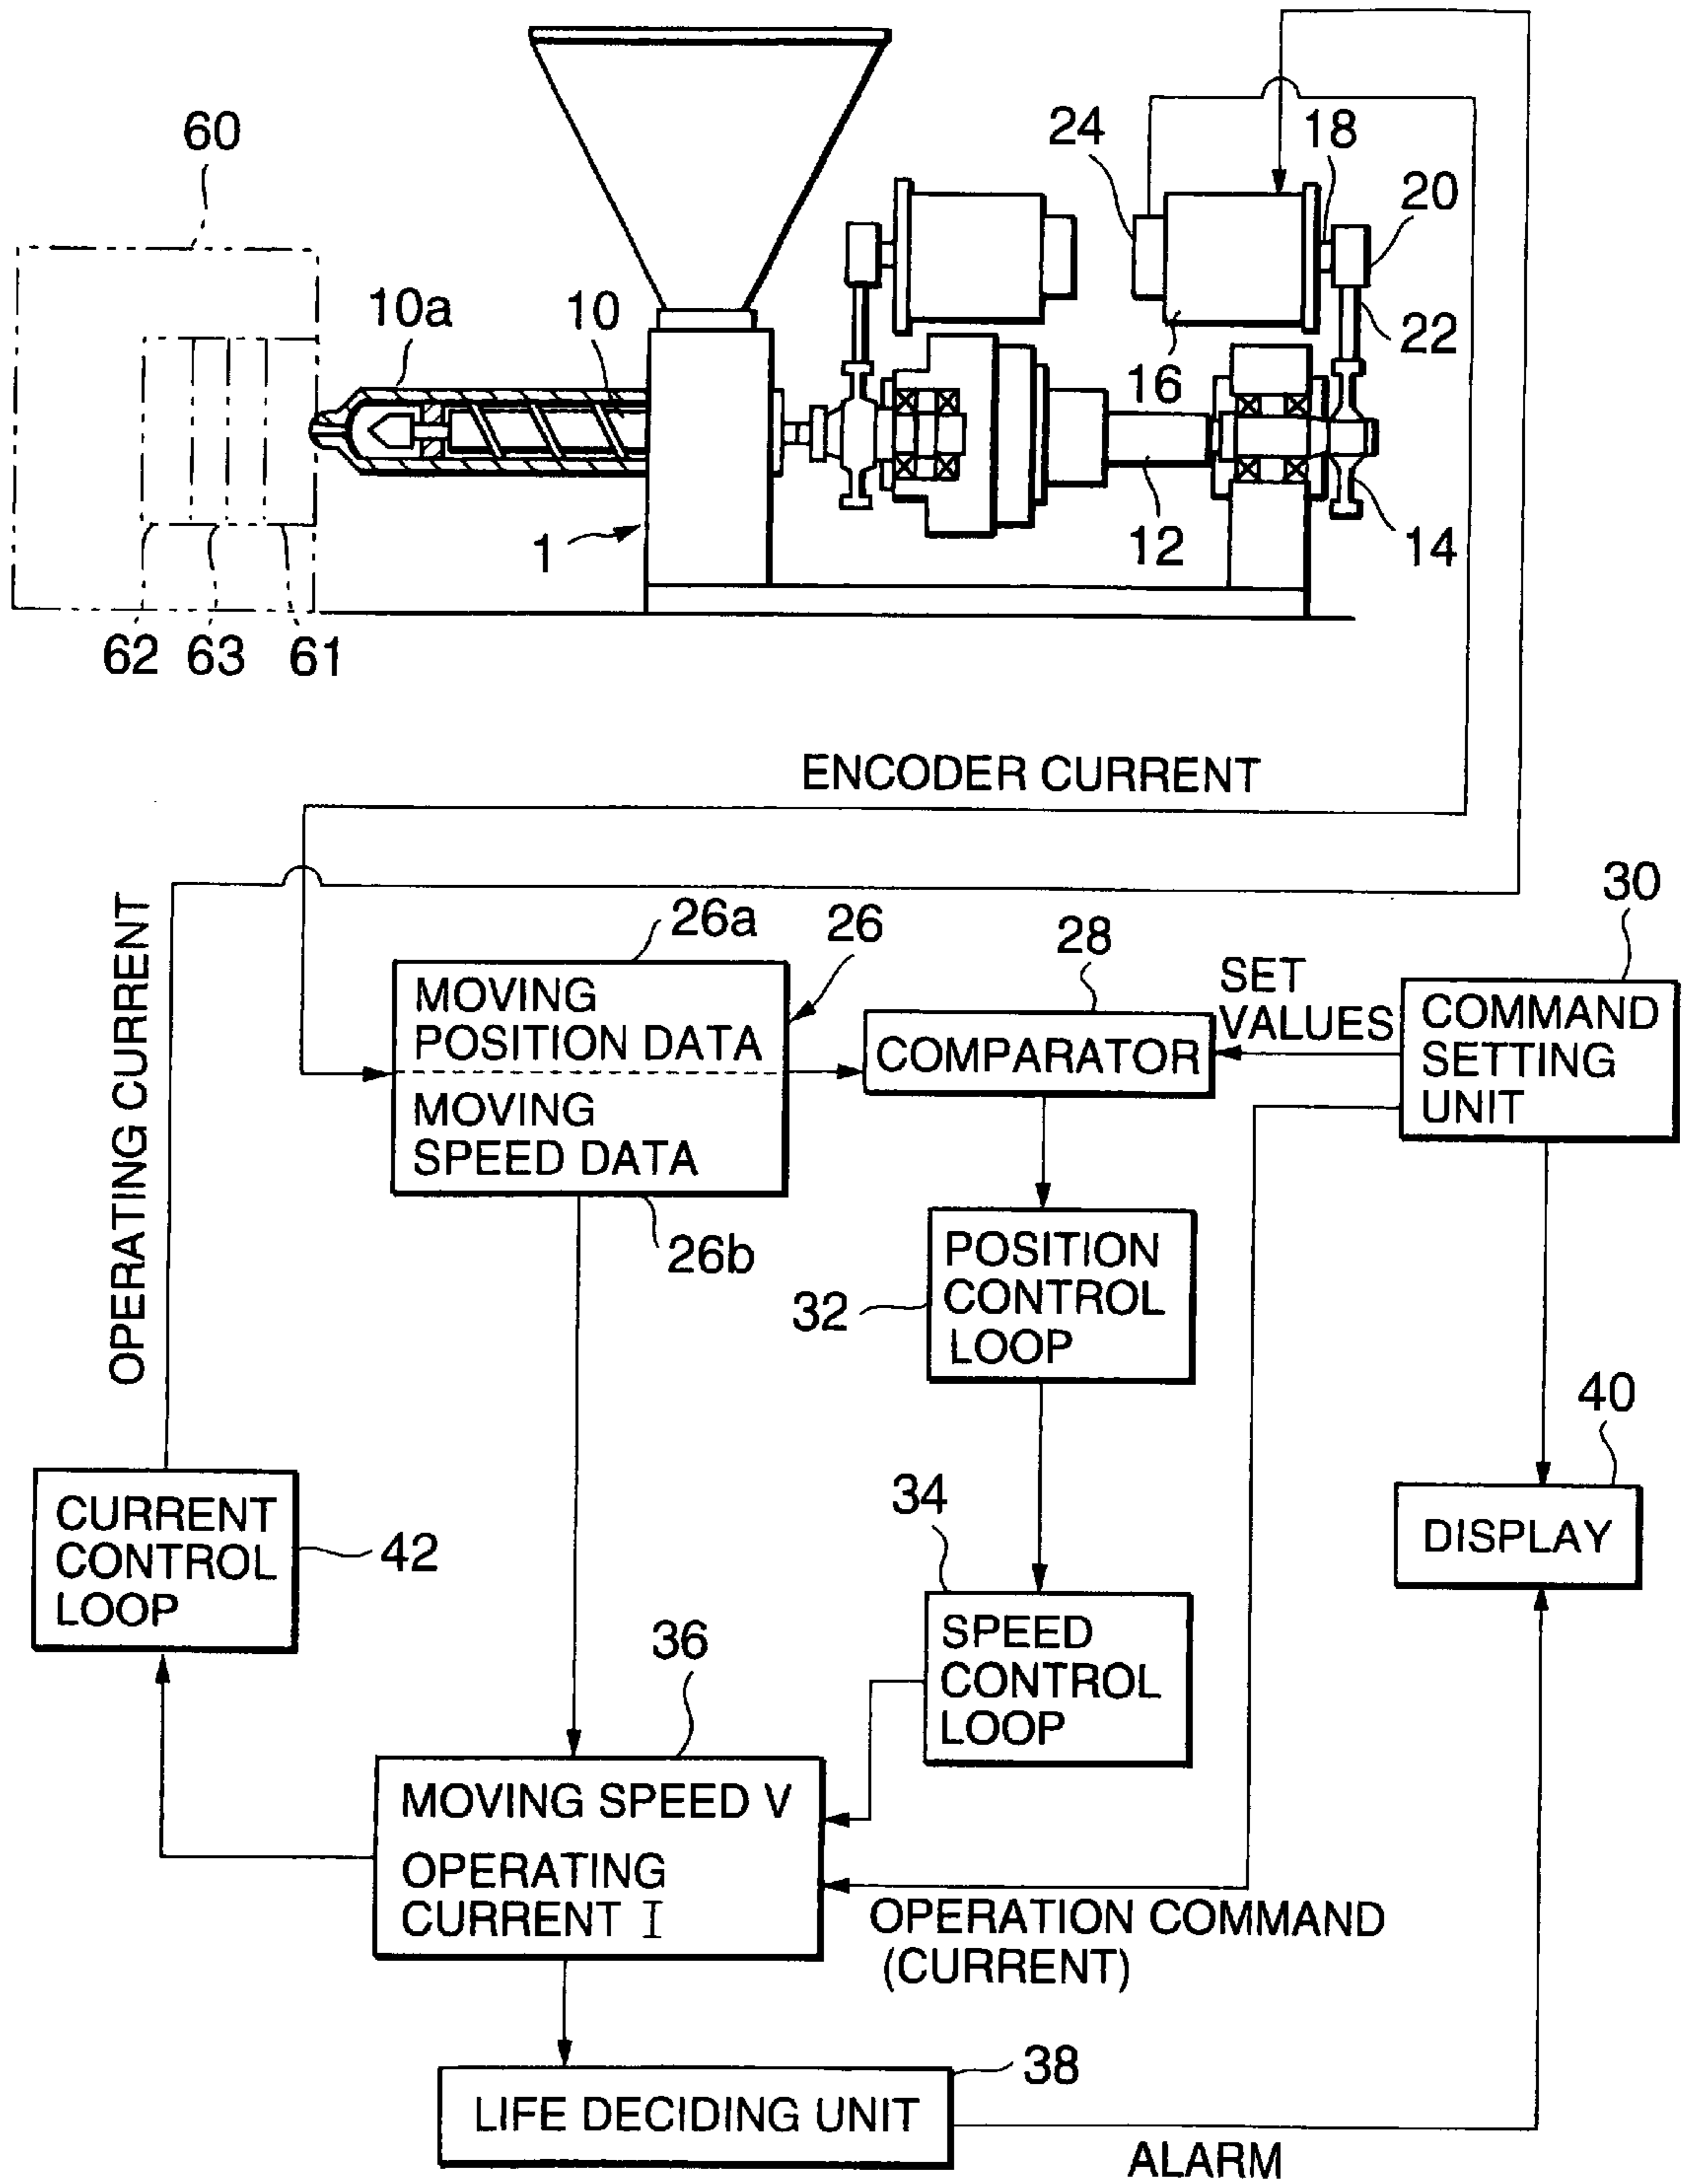 60
24
18
20
10a
10
22
16
1
12
14
62
63
61
ENCODER CURRENT
30
26a
26
28
SET
VALUES
OPERATING CURRENT
MOVING
POSITION DATA
COMPARATOR
COMMAND
SETTING
UNIT
MOVING
SPEED DATA
26b
POSITION
CONTROL
LOOP
32
40
34
CURRENT
CONTROL
LOOP
42
DISPLAY
36
SPEED
CONTROL
LOOP
MOVING SPEED V
OPERATING
CURRENT I
OPERATION COMMAND
(CURRENT)
38
LIFE DECIDING UNIT
ALARM